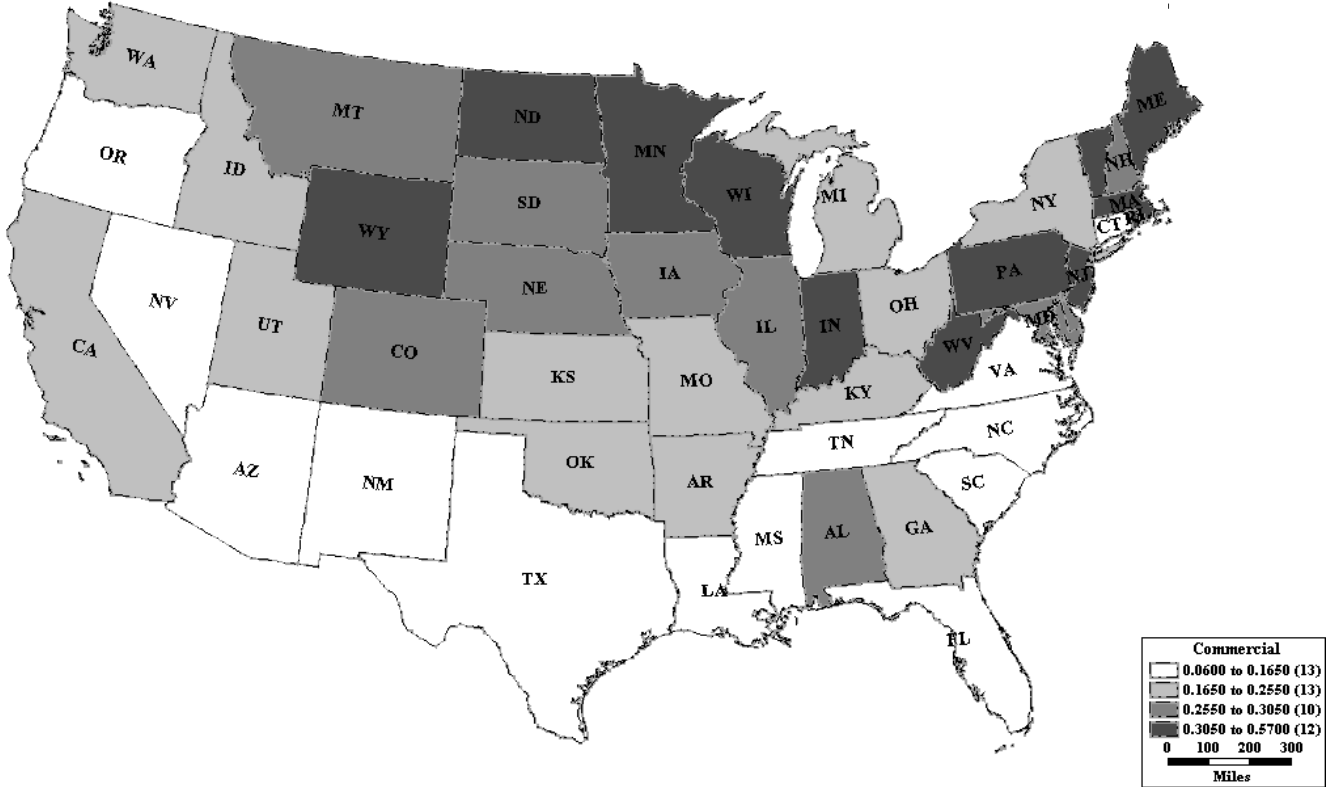 WA
MT
ND
MN
ME
OR
ID
SD
WI
MI
NH
NY
MA
CT RI
WY
NE
IA
PA
NJ
NV
UT
CO
IL
IN
OH
MD
WV
CA
KS
MO
KY
VA
AZ
NM
OK
AR
TN
NC
SC
TX
LA
MS
AL
GA
FL
Commercial
0.0600 to 0.1650 (13)
0.1650 to 0.2550 (13)
0.2550 to 0.3050 (10)
0.3050 to 0.5700 (12)
0 100 200 300
Miles